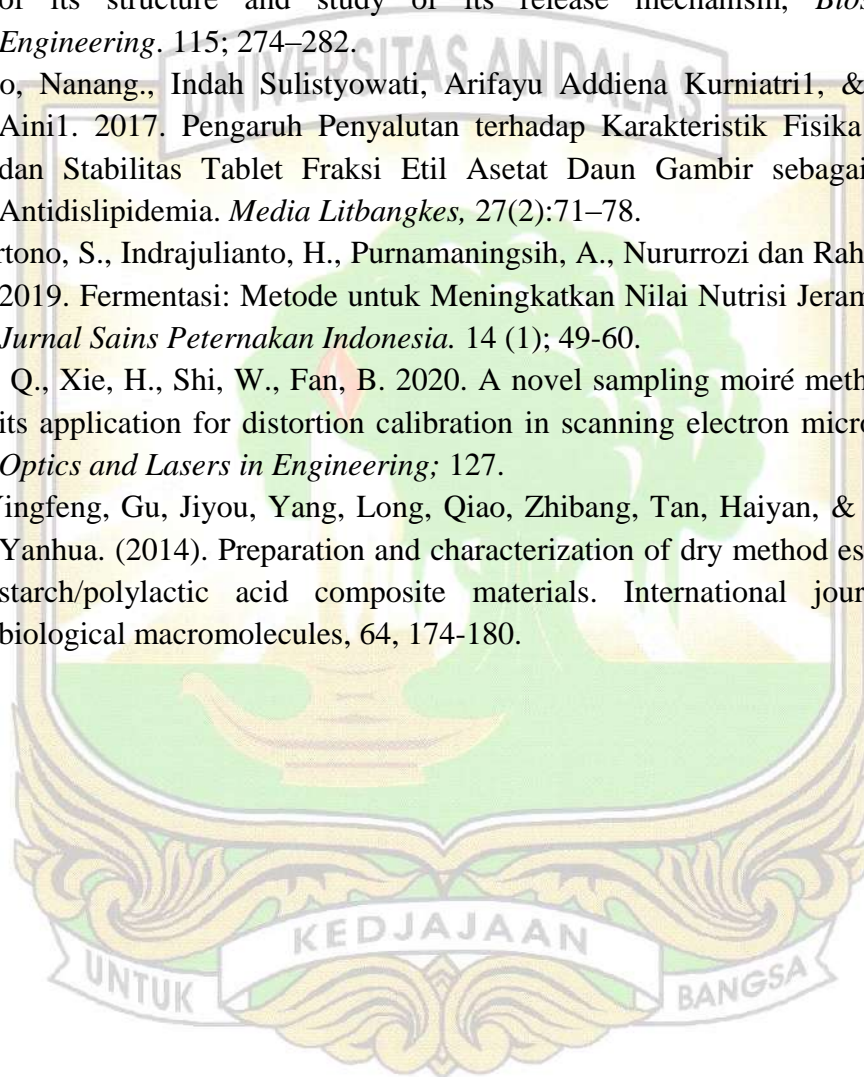 of its structure and study of its release mechanism, Bios
Engineering. 115; 274–282.
UNIVERSITAS ANDALAS
o, Nanang., Indah Sulistyowati, Arifayu Addiena Kurniatri1, &
Aini1. 2017. Pengaruh Penyalutan terhadap Karakteristik Fisika
dan Stabilitas Tablet Fraksi Etil Asetat Daun Gambir sebagai
Antidislipidemia. Media Litbangkes, 27(2):71–78.
rtono, S., Indrajulianto, H., Purnamaningsih, A., Nururrozi dan Rah
2019. Fermentasi: Metode untuk Meningkatkan Nilai Nutrisi Jeram
Jurnal Sains Peternakan Indonesia. 14 (1); 49-60.
Q., Xie, H., Shi, W., Fan, B. 2020. A novel sampling moiré meth
its application for distortion calibration in scanning electron micro
Optics and Lasers in Engineering; 127.
Yingfeng, Gu, Jiyou, Yang, Long, Qiao, Zhibang, Tan, Haiyan, &
Yanhua. (2014). Preparation and characterization of dry method es
starch/polylactic acid composite materials. International jour
biological macromolecules, 64, 174-180.
UNTUK KEDJAJAAN BANGSA